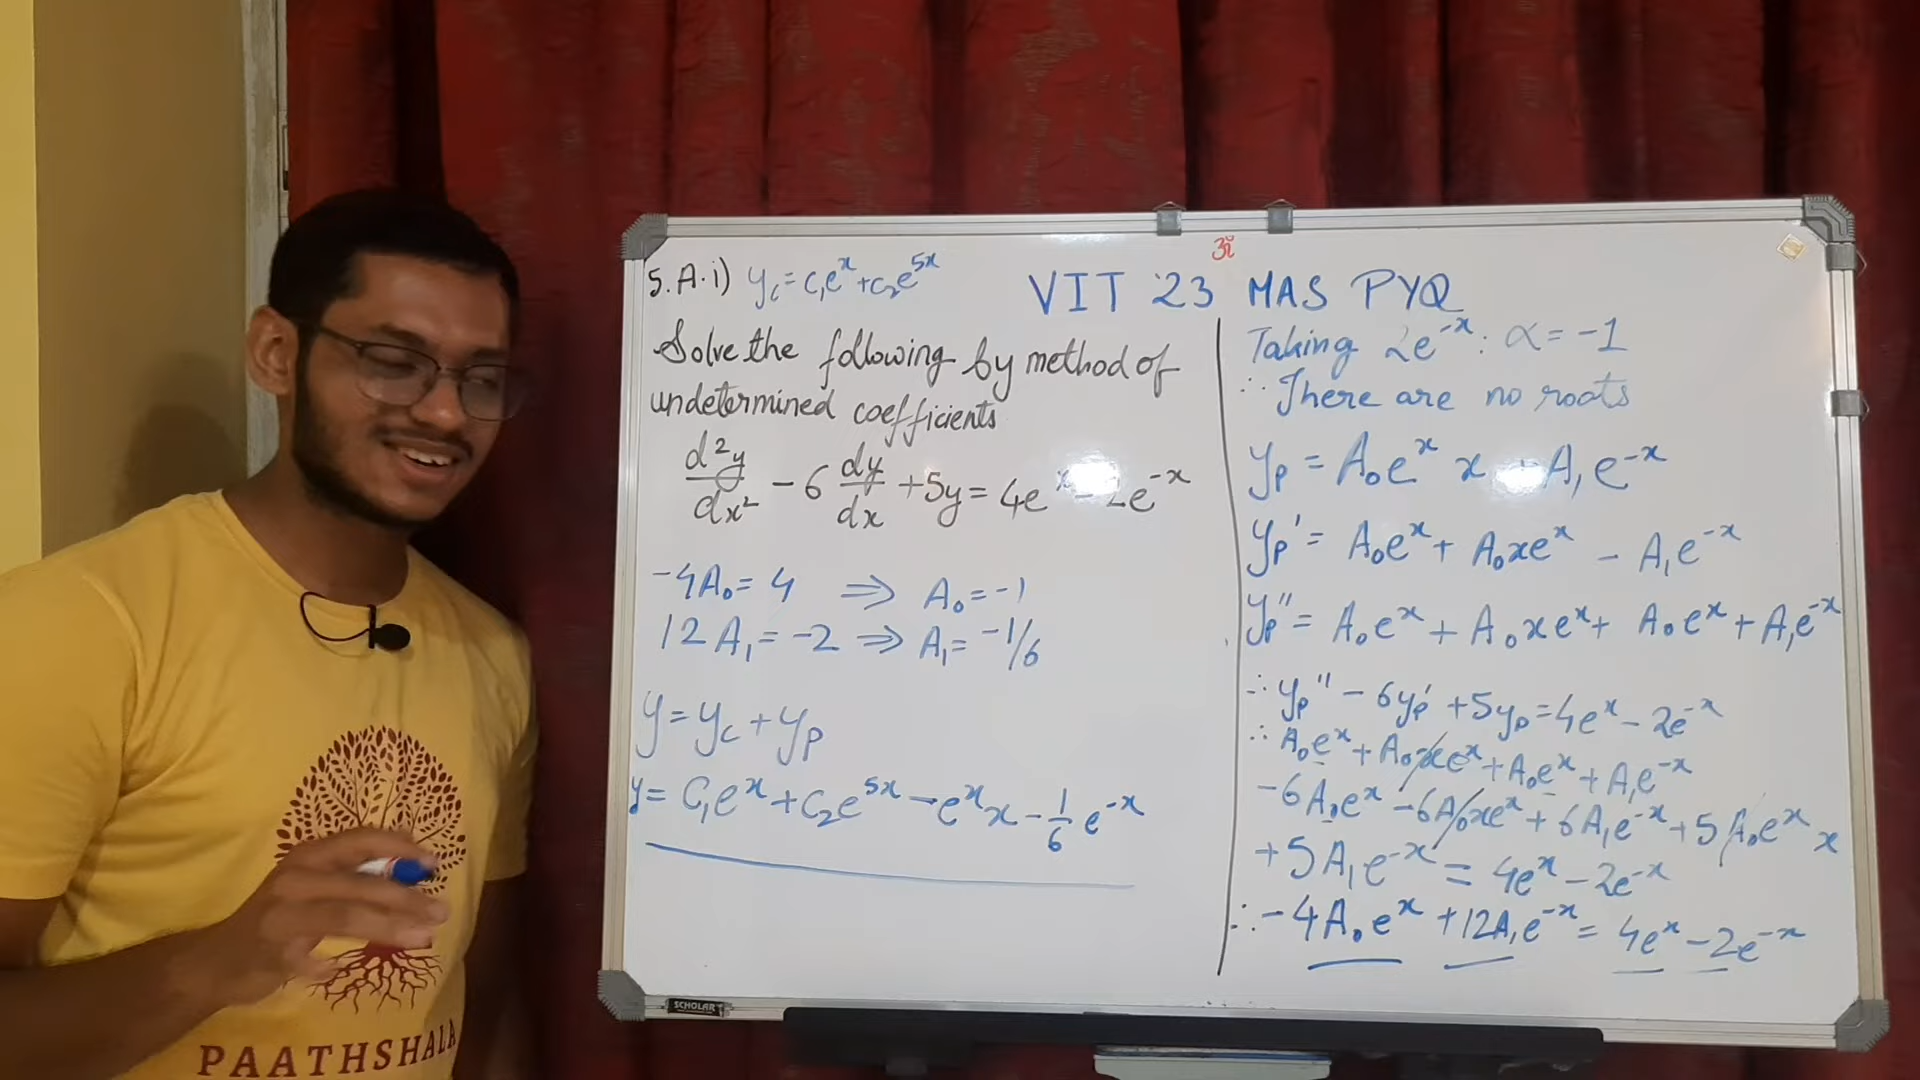 ॐ
VIT '23 MAS PYQ
5.A.i) y_c = c₁e^x + c₂e^5x
Solve the following by method of
undetermined coefficients
d²y/dx² - 6 dy/dx + 5y = 4e^x - 2e^-x
-4A₀ = 4 ⇒ A₀ = -1
12A₁ = -2 ⇒ A₁ = -1/6
y = y_c + y_p
y = C₁e^x + C₂e^5x - e^x x - 1/6 e^-x
Taking 2e^-x : α = -1
∴ There are no roots
y_p = A₀e^x x + A₁e^-x
y_p' = A₀e^x + A₀xe^x - A₁e^-x
y_p'' = A₀e^x + A₀xe^x + A₀e^x + A₁e^-x
∴ y_p'' - 6y_p' + 5y_p = 4e^x - 2e^-x
∴ A₀e^x + A₀xe^x + A₀e^x + A₁e^-x
-6A₀e^x - 6A₀xe^x + 6A₁e^-x + 5A₀e^x x
+5A₁e^-x = 4e^x - 2e^-x
∴ -4A₀e^x + 12A₁e^-x = 4e^x - 2e^-x
SCHOLAR
PAATHSHALA